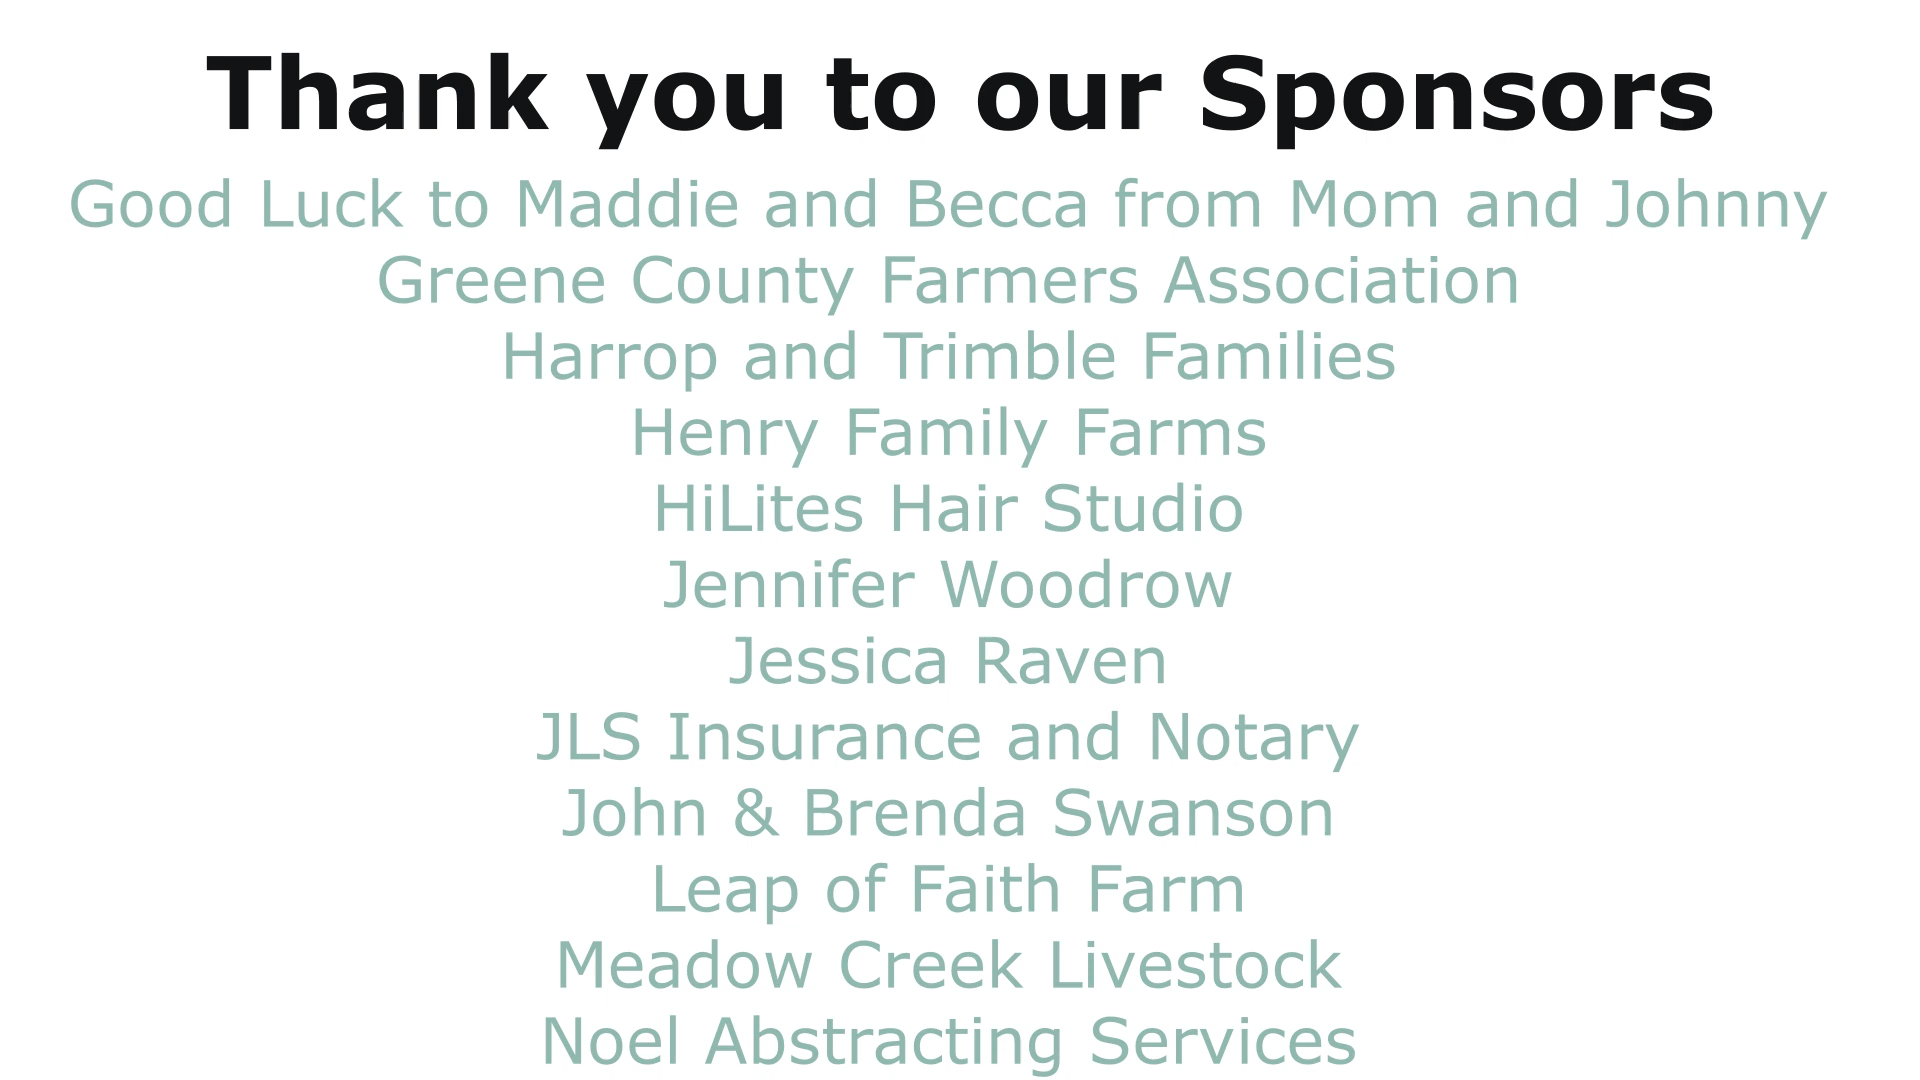 Thank you to our Sponsors
Good Luck to Maddie and Becca from Mom and Johnny
Greene County Farmers Association
Harrop and Trimble Families
Henry Family Farms
HiLites Hair Studio
Jennifer Woodrow
Jessica Raven
JLS Insurance and Notary
John & Brenda Swanson
Leap of Faith Farm
Meadow Creek Livestock
Noel Abstracting Services